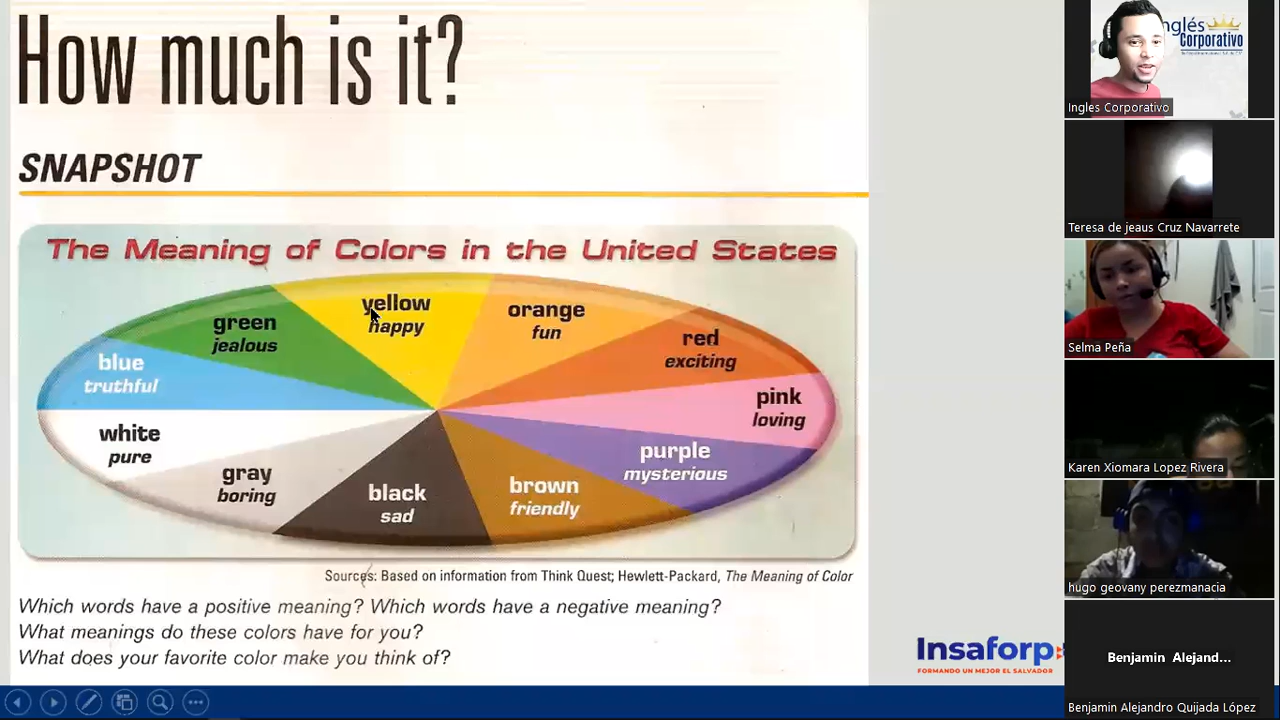 How much is it?
SNAPSHOT
The Meaning of Colors in the United States
yellow
happy
orange
fun
green
jealous
red
exciting
blue
truthful
pink
loving
white
pure
purple
mysterious
gray
boring
black
sad
brown
friendly
Sources: Based on information from Think Quest; Hewlett-Packard, The Meaning of Color
Which words have a positive meaning? Which words have a negative meaning?
What meanings do these colors have for you?
What does your favorite color make you think of?
Insaforp
FORMANDO UN MEJOR EL SALVADOR
Inglés
Corporativo
Ingles Corporativo
Teresa de jeaus Cruz Navarrete
Selma Peña
Karen Xiomara Lopez Rivera
hugo geovany perezmanacia
Benjamin Alejand...
Benjamin Alejandro Quijada López